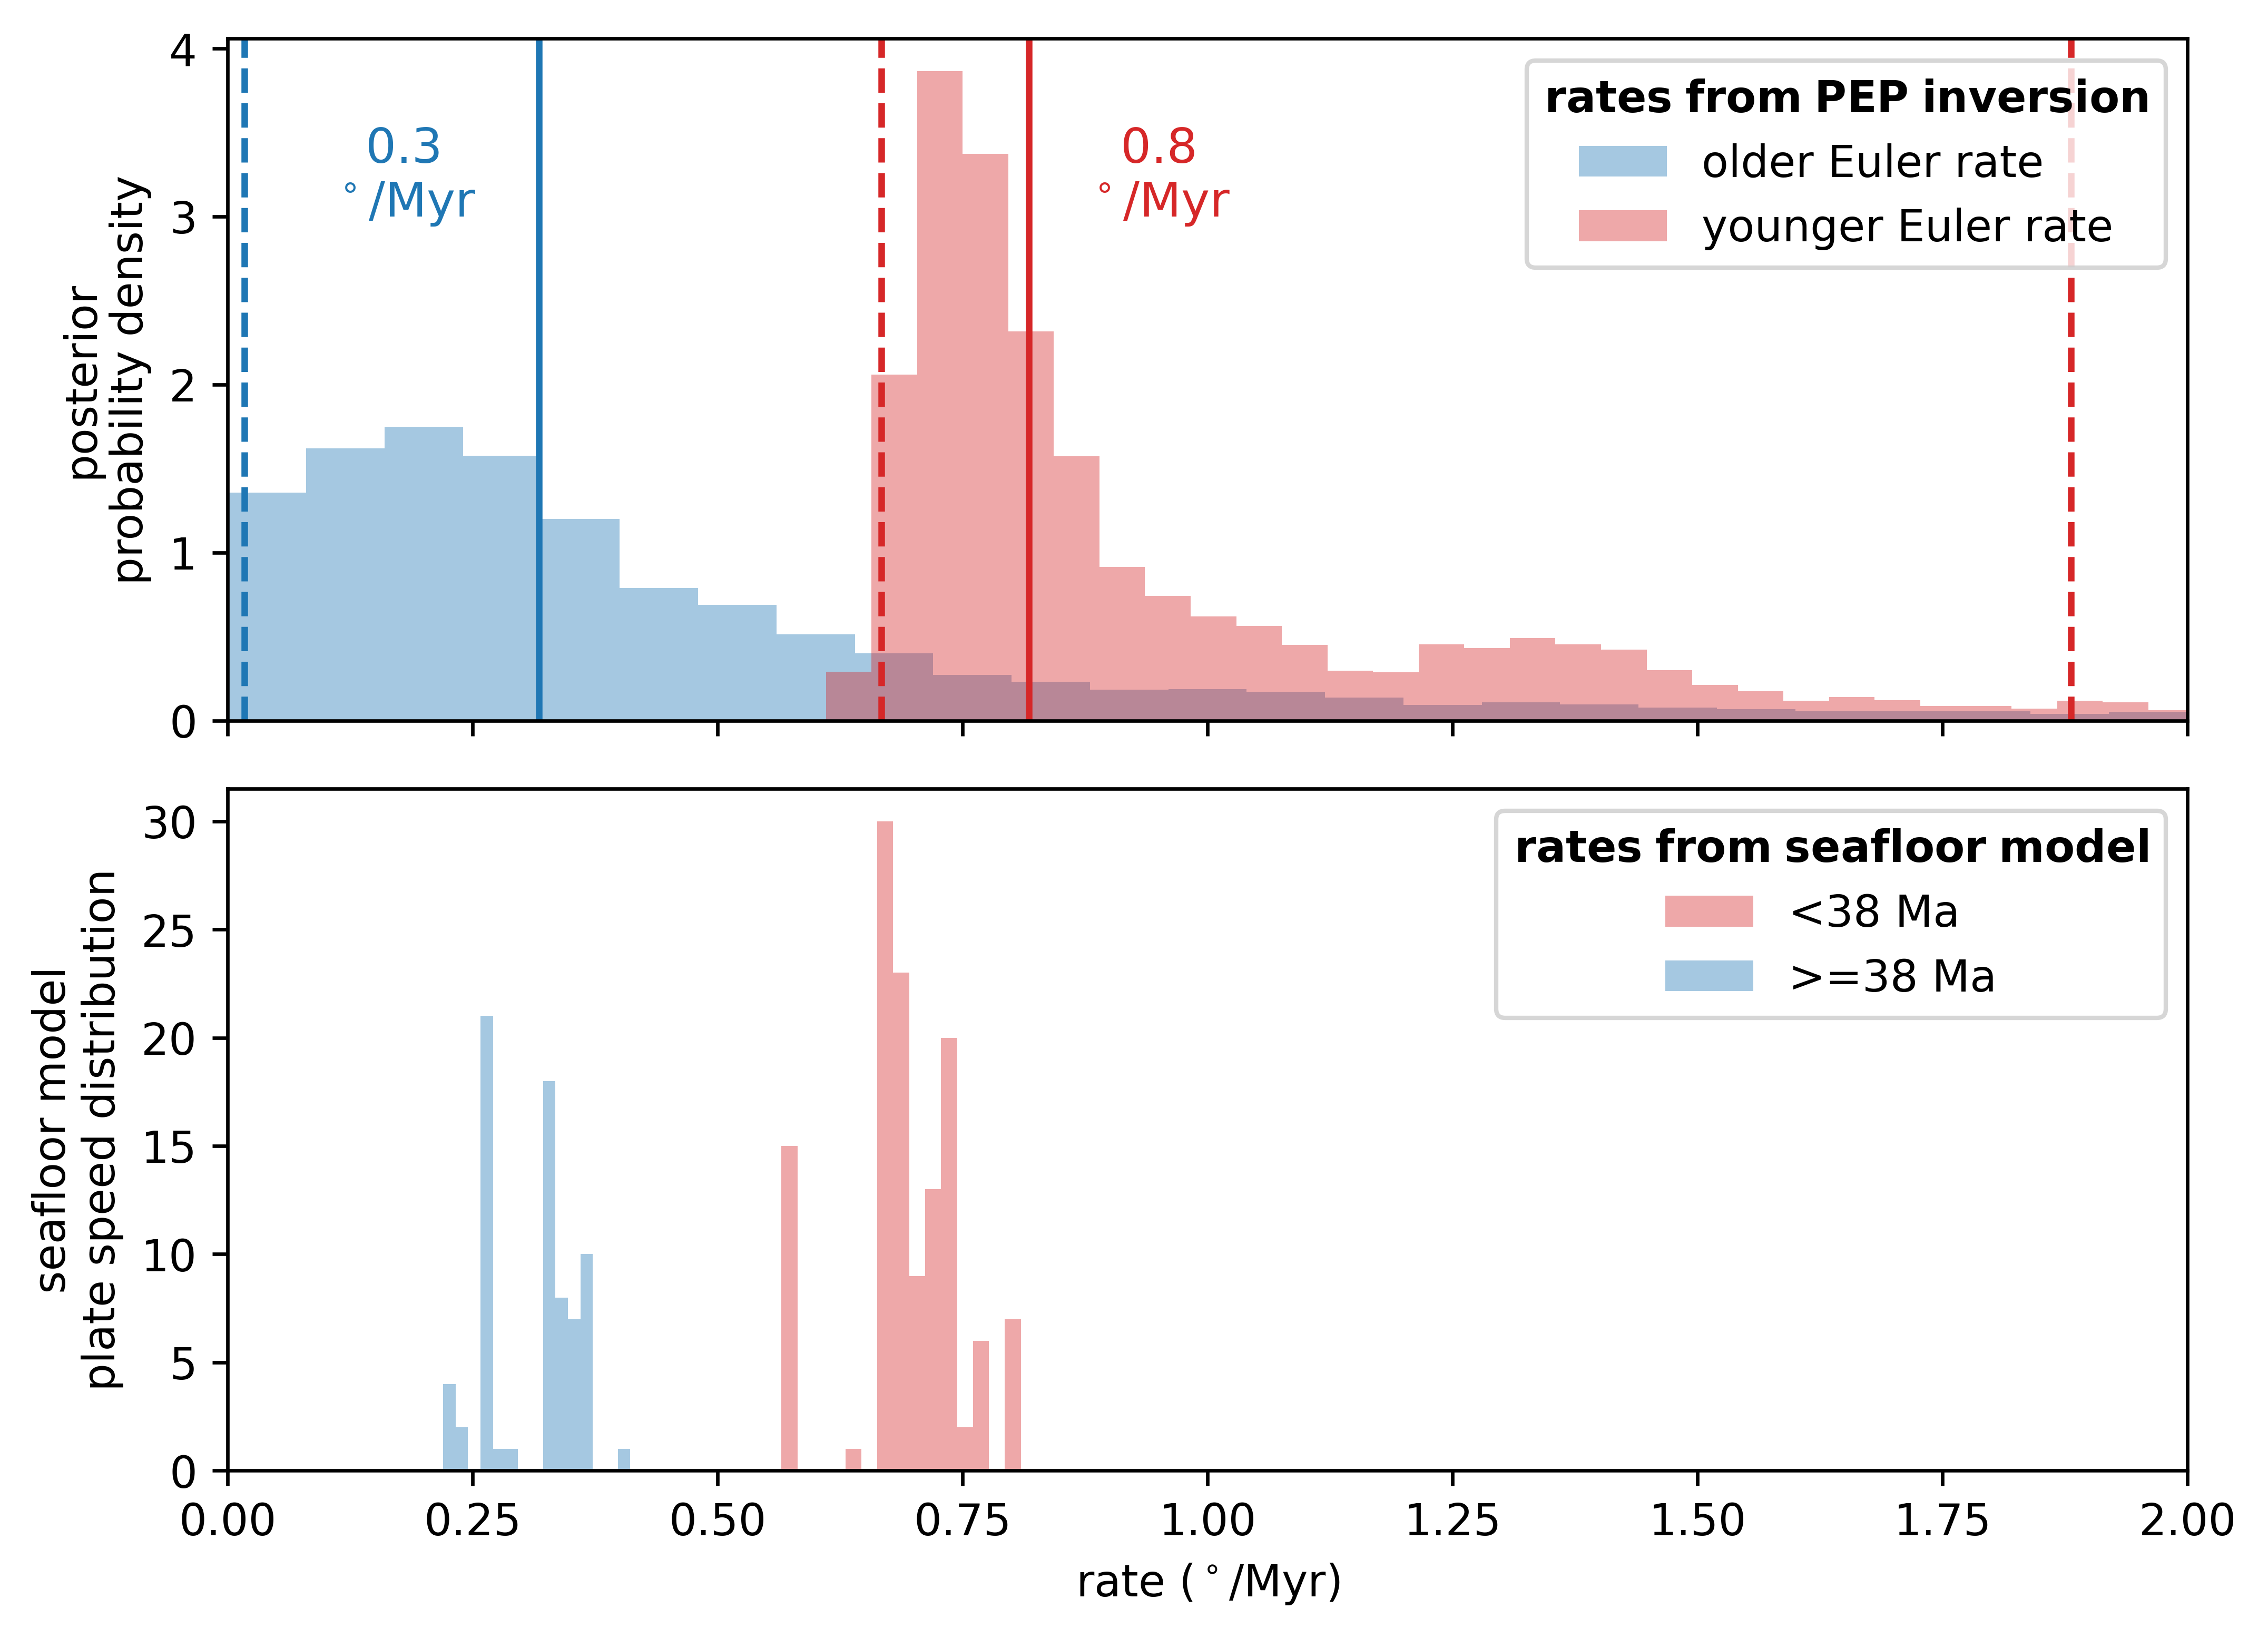 4
3
2
1
0
posterior
probability density
0.3
°/Myr
0.8
°/Myr
rates from PEP inversion
older Euler rate
younger Euler rate
30
25
20
15
10
5
0
seafloor model
plate speed distribution
rates from seafloor model
<38 Ma
>=38 Ma
0.00 0.25 0.50 0.75 1.00 1.25 1.50 1.75 2.00
rate (°/Myr)